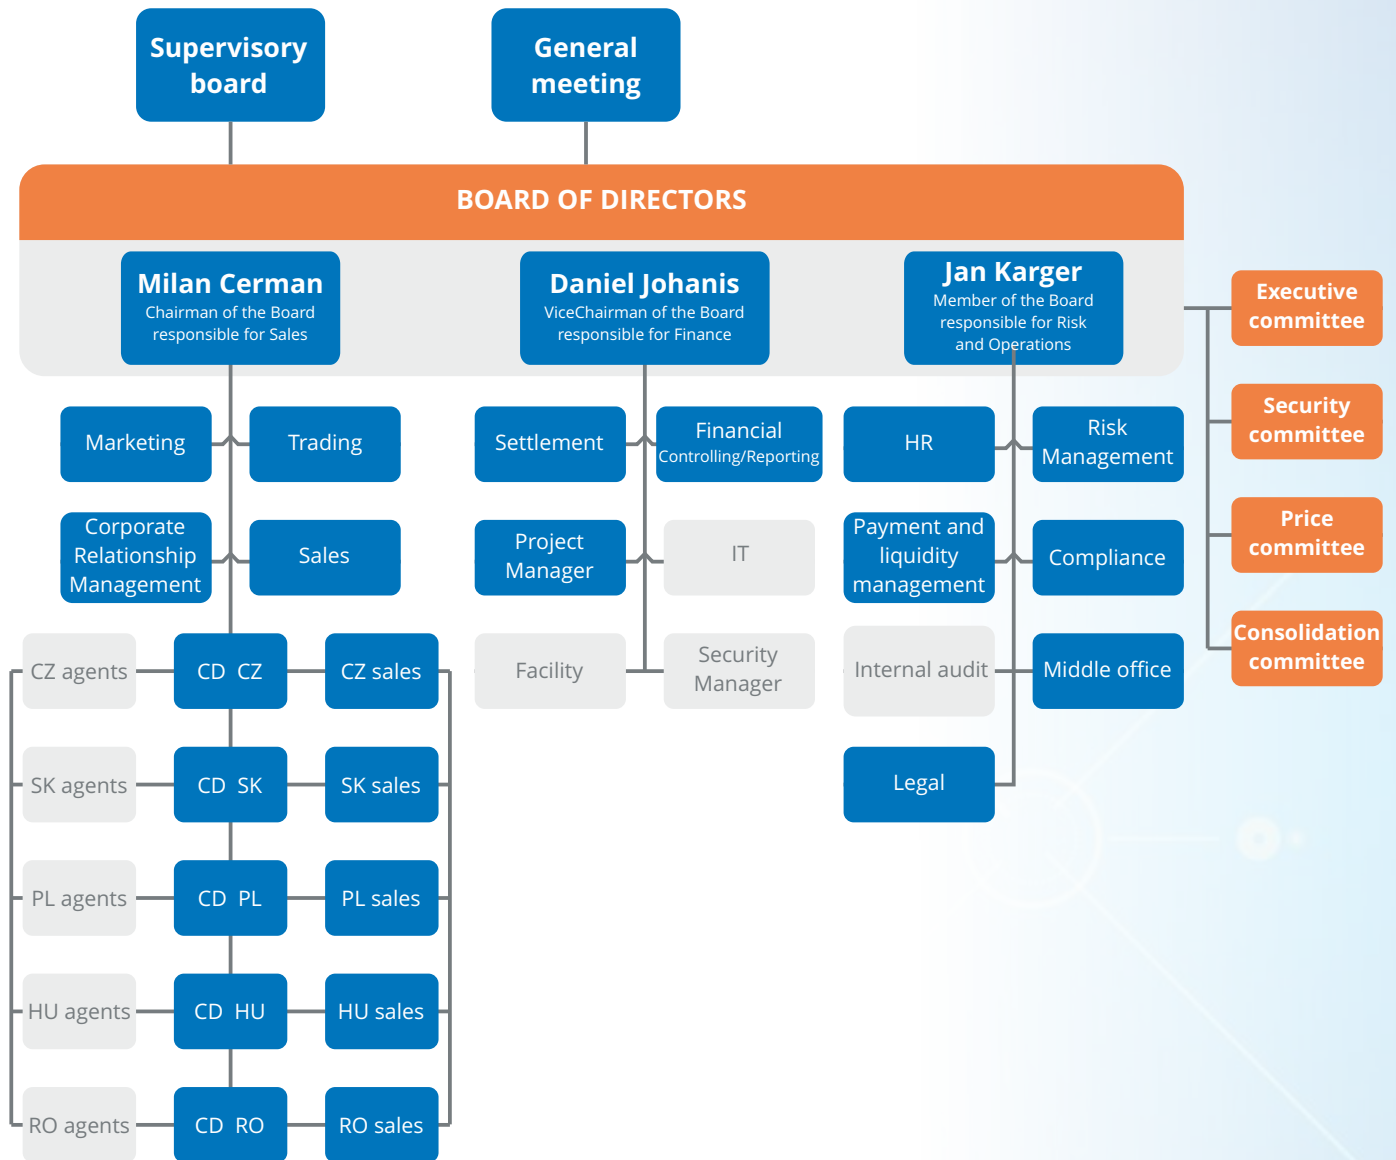 Supervisory
board
General
meeting
BOARD OF DIRECTORS
Milan Cerman
Chairman of the Board
responsible for Sales
Daniel Johanis
ViceChairman of the Board
responsible for Finance
Jan Karger
Member of the Board
responsible for Risk
and Operations
Executive
committee
Security
committee
Price
committee
Consolidation
committee
Marketing
Trading
Corporate
Relationship
Management
Sales
CZ agents
CD CZ
CZ sales
SK agents
CD SK
SK sales
PL agents
CD PL
PL sales
HU agents
CD HU
HU sales
RO agents
CD RO
RO sales
Settlement
Financial
Controlling/Reporting
Project
Manager
IT
Facility
Security
Manager
HR
Risk
Management
Payment and
liquidity
management
Compliance
Internal audit
Middle office
Legal